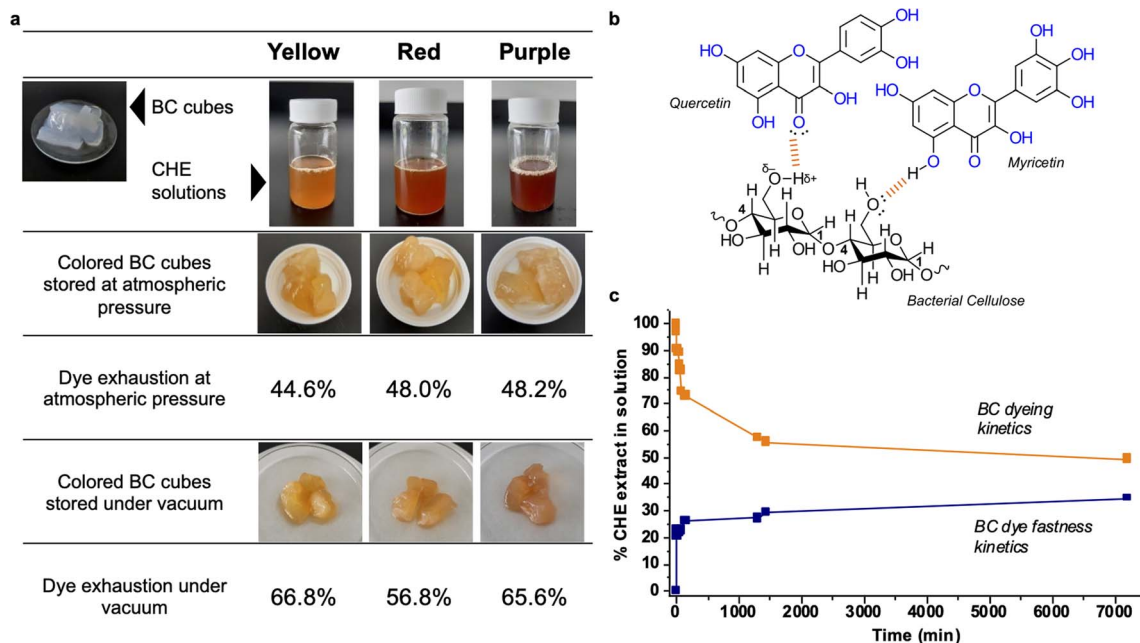 a
Yellow
Red
Purple
BC cubes
CHE
solutions
Colored BC cubes
stored at atmospheric
pressure
Dye exhaustion at
atmospheric pressure
44.6%
48.0%
48.2%
Colored BC cubes
stored under vacuum
Dye exhaustion under
vacuum
66.8%
56.8%
65.6%
b
OH
OH
HO
O
OH
OH
O
Quercetin
OH
OH
OH
HO
O
OH
O
O
H
Myricetin
δ–
O
H
δ+
H
H
O
4
O
HO
H
H
OH
1
O
H
O
4
H
O
HO
H
H
OH
H
1
O
Bacterial Cellulose
c
% CHE extract in solution
100
90
80
70
60
50
40
30
20
10
0
BC dyeing
kinetics
BC dye fastness
kinetics
0
1000
2000
3000
4000
5000
6000
7000
Time (min)